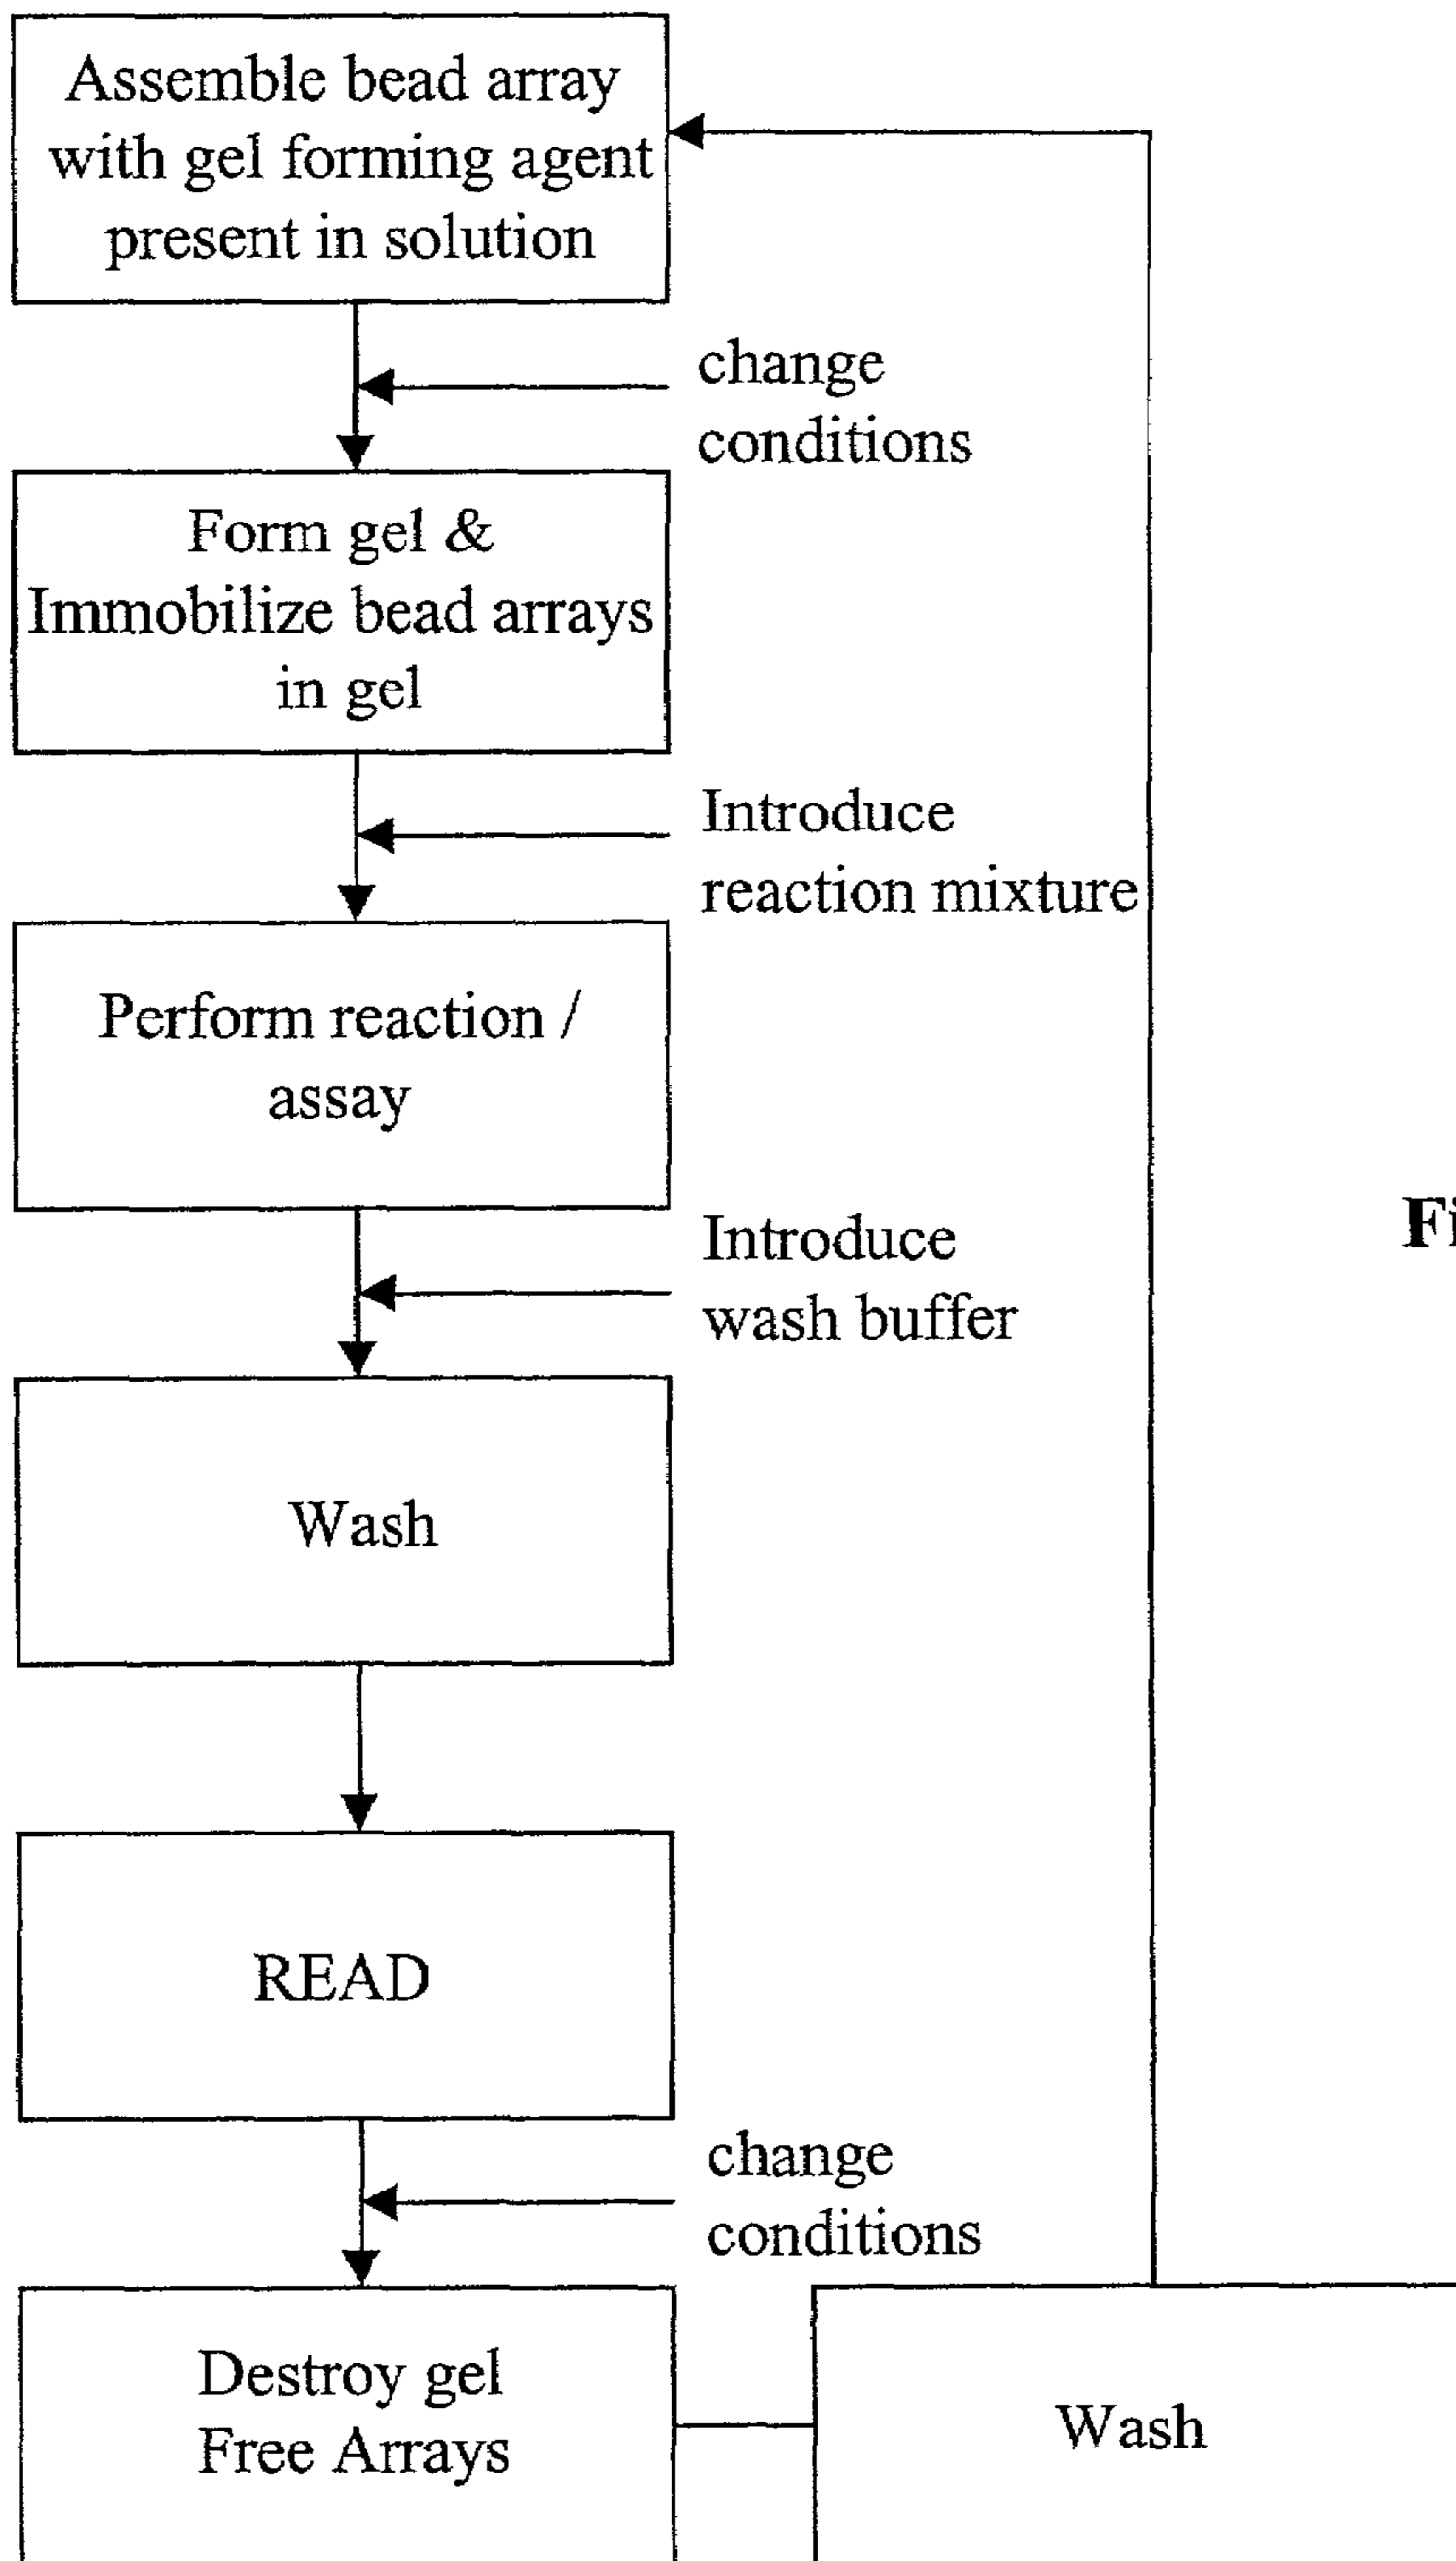 Assemble bead array
with gel forming agent
present in solution
change
conditions
Form gel &
Immobilize bead arrays
in gel
Introduce
reaction mixture
Perform reaction /
assay
Introduce
wash buffer
Wash
READ
change
conditions
Destroy gel
Free Arrays
Wash